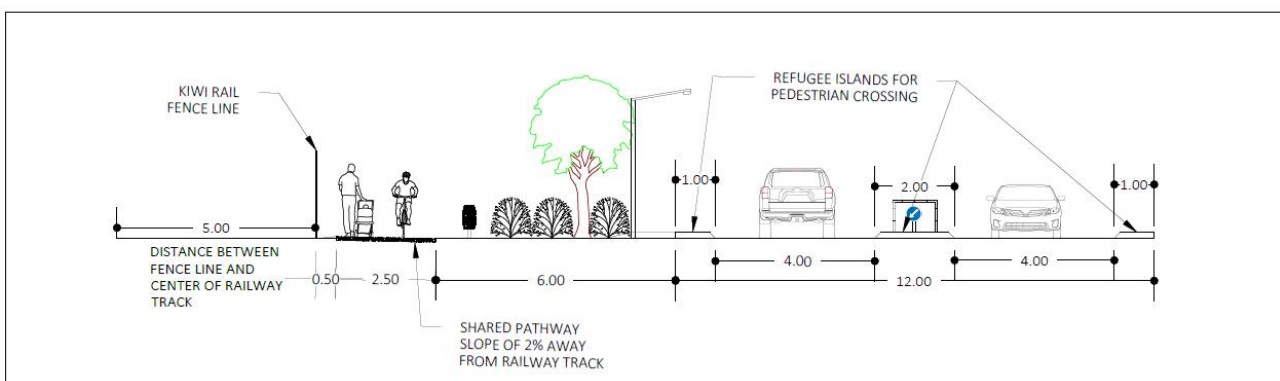 KIWI RAIL
FENCE LINE
REFUGEE ISLANDS FOR
PEDESTRIAN CROSSING
1.00
2.00
1.00
5.00
DISTANCE BETWEEN
FENCE LINE AND
CENTER OF RAILWAY
TRACK
0.50
2.50
6.00
4.00
12.00
4.00
SHARED PATHWAY
SLOPE OF 2% AWAY
FROM RAILWAY TRACK